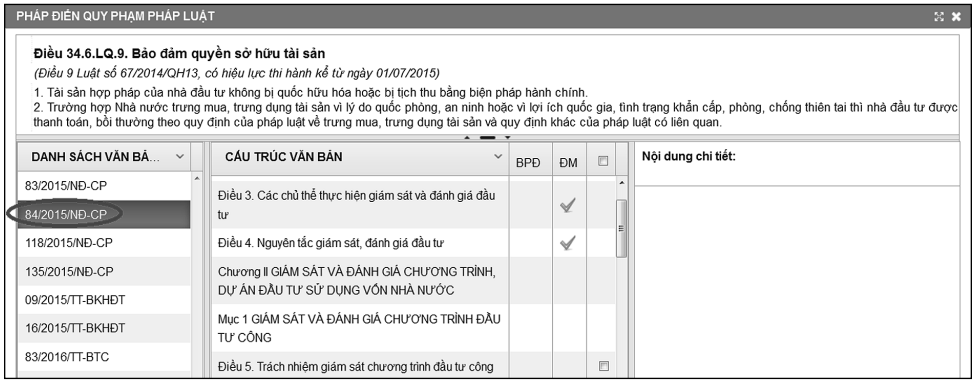 PHÁP ĐIỂN QUY PHẠM PHÁP LUẬT
Điều 34.6.LQ.9. Bảo đảm quyền sở hữu tài sản
(Điều 9 Luật số 67/2014/QH13, có hiệu lực thi hành kể từ ngày 01/07/2015)
1. Tài sản hợp pháp của nhà đầu tư không bị quốc hữu hóa hoặc bị tịch thu bằng biện pháp hành chính.
2. Trường hợp Nhà nước trưng mua, trưng dụng tài sản vì lý do quốc phòng, an ninh hoặc vì lợi ích quốc gia, tình trạng khẩn cấp, phòng, chống thiên tai thì nhà đầu tư được
thanh toán, bồi thường theo quy định của pháp luật về trưng mua, trưng dụng tài sản và quy định khác của pháp luật có liên quan.
DANH SÁCH VĂN BẢ...
83/2015/NĐ-CP
84/2015/NĐ-CP
118/2015/NĐ-CP
135/2015/NĐ-CP
09/2015/TT-BKHĐT
16/2015/TT-BKHĐT
83/2016/TT-BTC
CẤU TRÚC VĂN BẢN
BPĐ
ĐM
Điều 3. Các chủ thể thực hiện giám sát và đánh giá đầu
tư
Điều 4. Nguyên tắc giám sát, đánh giá đầu tư
Chương II GIÁM SÁT VÀ ĐÁNH GIÁ CHƯƠNG TRÌNH,
DỰ ÁN ĐẦU TƯ SỬ DỤNG VỐN NHÀ NƯỚC
Mục 1 GIÁM SÁT VÀ ĐÁNH GIÁ CHƯƠNG TRÌNH ĐẦU
TƯ CÔNG
Điều 5. Trách nhiệm giám sát chương trình đầu tư công
Nội dung chi tiết: